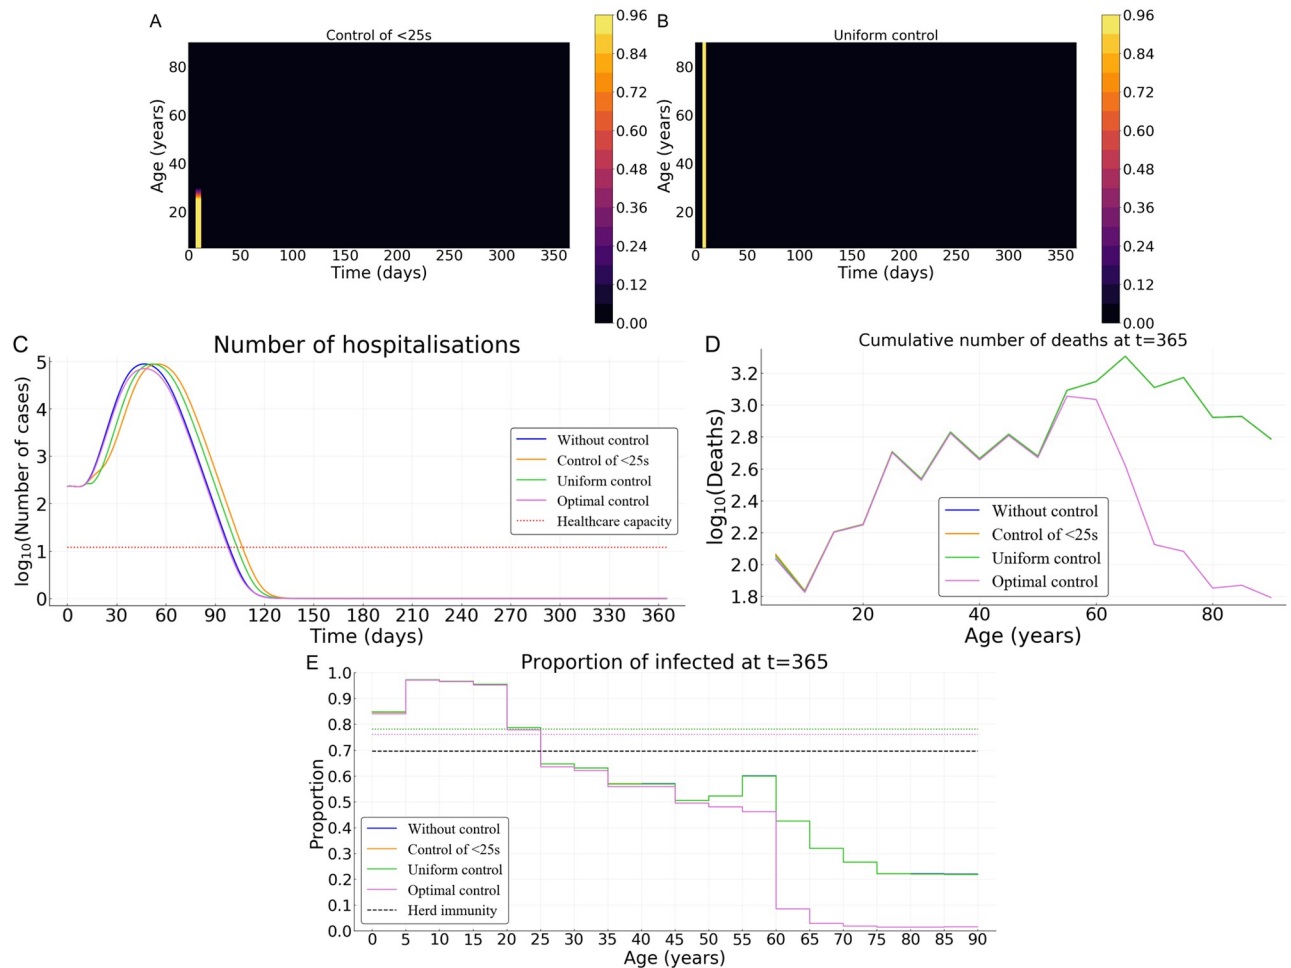 A
Control of <25s
Age (years)
80
60
40
20
0 50 100 150 200 250 300 350
Time (days)
0.96
0.84
0.72
0.60
0.48
0.36
0.24
0.12
0.00
B
Uniform control
Age (years)
80
60
40
20
0 50 100 150 200 250 300 350
Time (days)
0.96
0.84
0.72
0.60
0.48
0.36
0.24
0.12
0.00
C
Number of hospitalisations
log10(Number of cases)
5
4
3
2
1
0
Without control
Control of <25s
Uniform control
Optimal control
Healthcare capacity
0 30 60 90 120 150 180 210 240 270 300 330 360
Time (days)
D
Cumulative number of deaths at t=365
log10(Deaths)
3.2
3.0
2.8
2.6
2.4
2.2
2.0
1.8
Without control
Control of <25s
Uniform control
Optimal control
20 40 60 80
Age (years)
E
Proportion of infected at t=365
Proportion
1.0
0.9
0.8
0.7
0.6
0.5
0.4
0.3
0.2
0.1
0.0
Without control
Control of <25s
Uniform control
Optimal control
Herd immunity
0 5 10 15 20 25 30 35 40 45 50 55 60 65 70 75 80 85 90
Age (years)